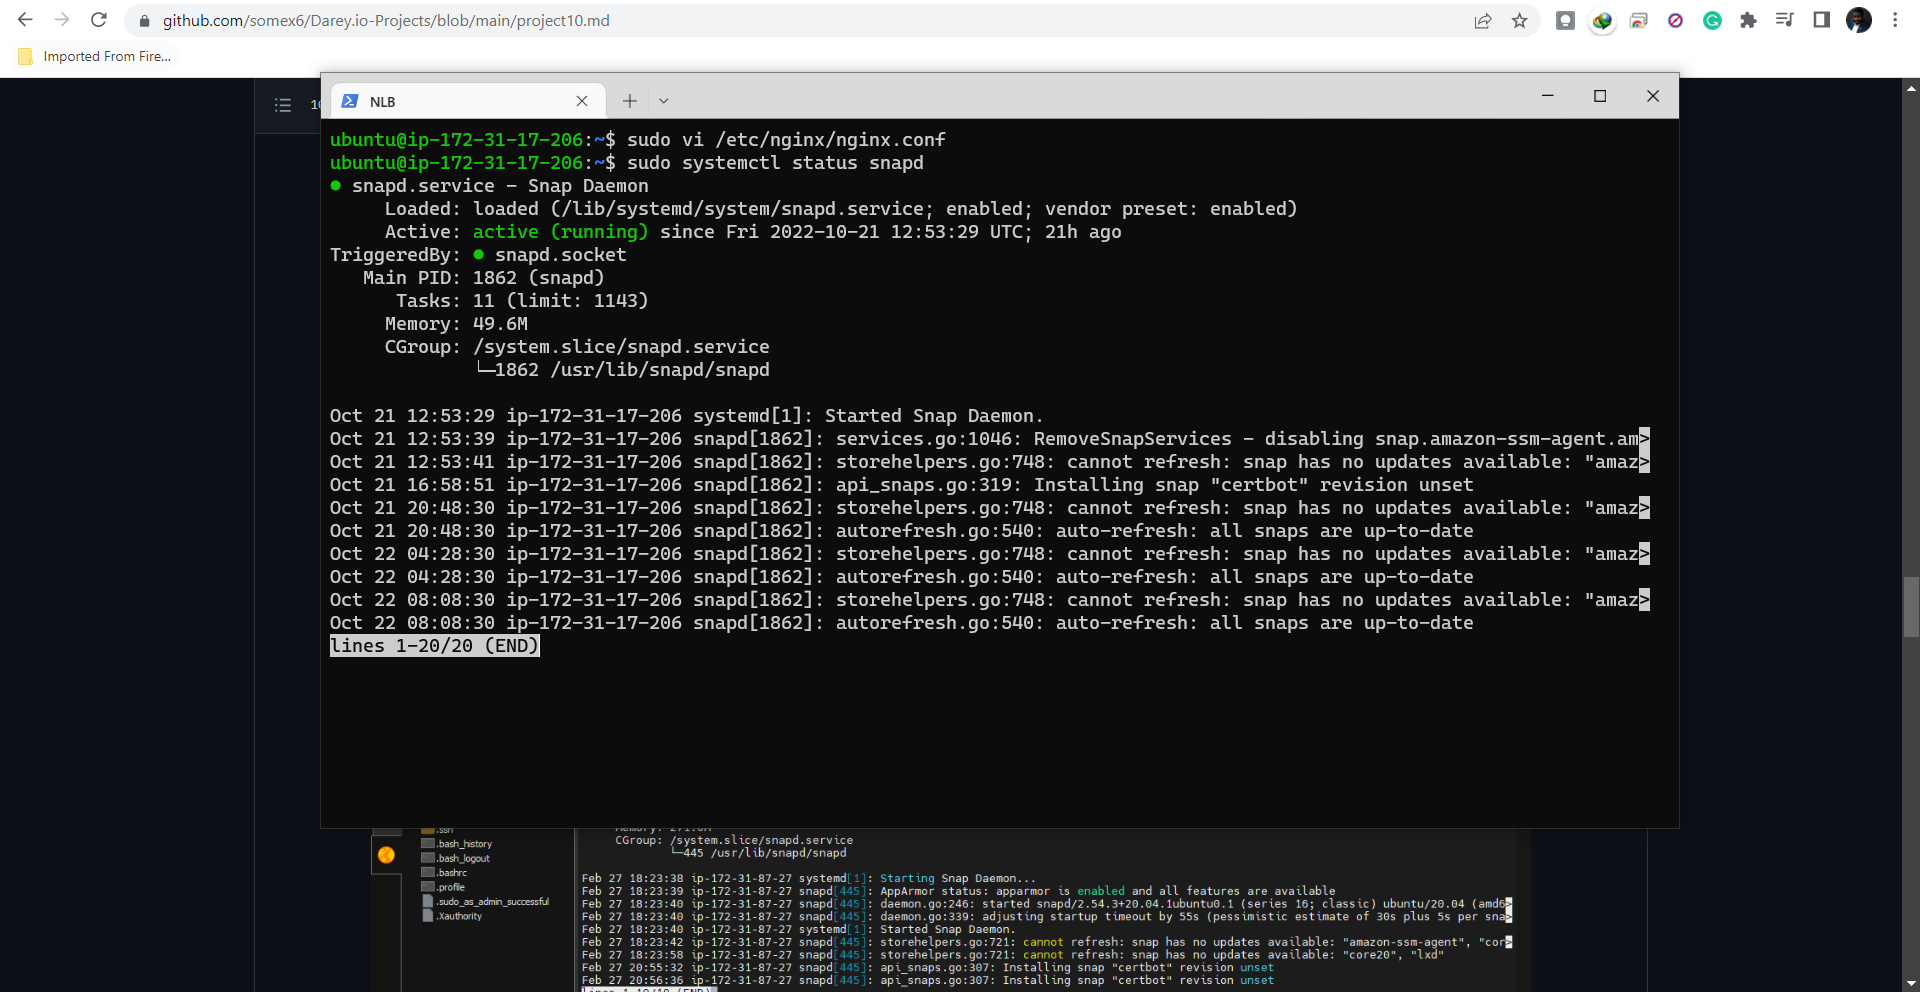 github.com/somex6/Darey.io-Projects/blob/main/project10.md
Imported From Fire...
NLB
ubuntu@ip-172-31-17-206:~$ sudo vi /etc/nginx/nginx.conf
ubuntu@ip-172-31-17-206:~$ sudo systemctl status snapd
● snapd.service - Snap Daemon
Loaded: loaded (/lib/systemd/system/snapd.service; enabled; vendor preset: enabled)
Active: active (running) since Fri 2022-10-21 12:53:29 UTC; 21h ago
TriggeredBy: ● snapd.socket
Main PID: 1862 (snapd)
Tasks: 11 (limit: 1143)
Memory: 49.6M
CGroup: /system.slice/snapd.service
└─1862 /usr/lib/snapd/snapd
Oct 21 12:53:29 ip-172-31-17-206 systemd[1]: Started Snap Daemon.
Oct 21 12:53:39 ip-172-31-17-206 snapd[1862]: services.go:1046: RemoveSnapServices - disabling snap.amazon-ssm-agent.am>
Oct 21 12:53:41 ip-172-31-17-206 snapd[1862]: storehelpers.go:748: cannot refresh: snap has no updates available: "amaz>
Oct 21 16:58:51 ip-172-31-17-206 snapd[1862]: api_snaps.go:319: Installing snap "certbot" revision unset
Oct 21 20:48:30 ip-172-31-17-206 snapd[1862]: storehelpers.go:748: cannot refresh: snap has no updates available: "amaz>
Oct 21 20:48:30 ip-172-31-17-206 snapd[1862]: autorefresh.go:540: auto-refresh: all snaps are up-to-date
Oct 22 04:28:30 ip-172-31-17-206 snapd[1862]: storehelpers.go:748: cannot refresh: snap has no updates available: "amaz>
Oct 22 04:28:30 ip-172-31-17-206 snapd[1862]: autorefresh.go:540: auto-refresh: all snaps are up-to-date
Oct 22 08:08:30 ip-172-31-17-206 snapd[1862]: storehelpers.go:748: cannot refresh: snap has no updates available: "amaz>
Oct 22 08:08:30 ip-172-31-17-206 snapd[1862]: autorefresh.go:540: auto-refresh: all snaps are up-to-date
lines 1-20/20 (END)
.ssh
.bash_history
.bash_logout
.bashrc
.profile
.sudo_as_admin_successful
.Xauthority
CGroup: /system.slice/snapd.service
└─445 /usr/lib/snapd/snapd
Feb 27 18:23:38 ip-172-31-87-27 systemd[1]: Starting Snap Daemon...
Feb 27 18:23:39 ip-172-31-87-27 snapd[445]: AppArmor status: apparmor is enabled and all features are available
Feb 27 18:23:40 ip-172-31-87-27 snapd[445]: daemon.go:246: started snapd/2.54.3+20.04.1ubuntu0.1 (series 16; classic) ubuntu/20.04 (amd6>
Feb 27 18:23:40 ip-172-31-87-27 snapd[445]: daemon.go:339: adjusting startup timeout by 55s (pessimistic estimate of 30s plus 5s per sna>
Feb 27 18:23:40 ip-172-31-87-27 systemd[1]: Started Snap Daemon.
Feb 27 18:23:42 ip-172-31-87-27 snapd[445]: storehelpers.go:721: cannot refresh: snap has no updates available: "amazon-ssm-agent", "cor>
Feb 27 18:23:58 ip-172-31-87-27 snapd[445]: storehelpers.go:721: cannot refresh: snap has no updates available: "core20", "lxd"
Feb 27 20:55:32 ip-172-31-87-27 snapd[445]: api_snaps.go:307: Installing snap "certbot" revision unset
Feb 27 20:56:36 ip-172-31-87-27 snapd[445]: api_snaps.go:307: Installing snap "certbot" revision unset